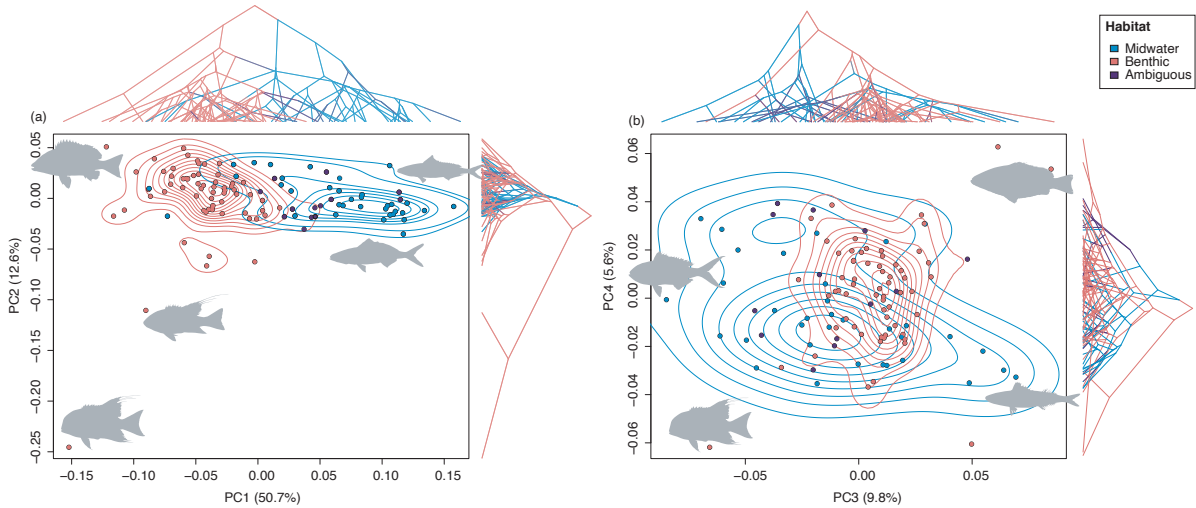 Habitat
Midwater
Benthic
Ambiguous
(a)
0.05
0.00
−0.05
−0.10
−0.15
−0.20
−0.25
PC2 (12.6%)
−0.15 −0.10 −0.05 0.00 0.05 0.10 0.15
PC1 (50.7%)
(b)
0.06
0.04
0.02
0.00
−0.02
−0.04
−0.06
PC4 (5.6%)
−0.05 0.00 0.05
PC3 (9.8%)